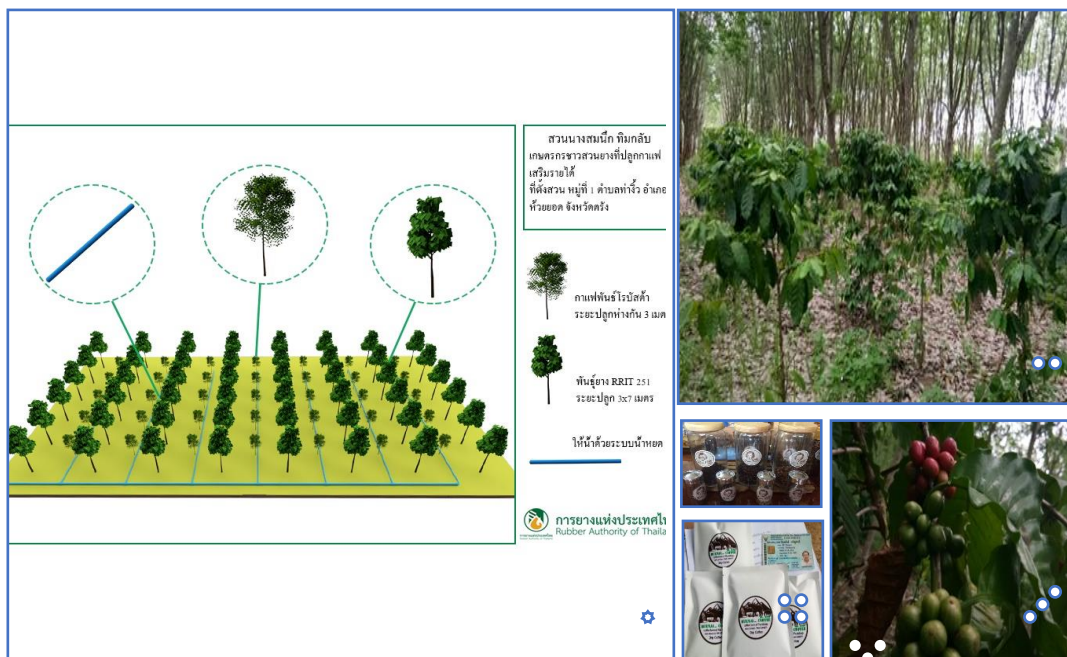 สวนนางสมนึก ทิมกลับ
เกษตรกรชาวสวนยางที่ปลูกกาแฟ
เสริมรายได้
ที่ตั้งสวน หมู่ที่ 1 ตำบลท่างิ้ว อำเภอ
ห้วยยอด จังหวัดตรัง
กาแฟพันธุ์โรบัสต้า
ระยะปลูกห่างกัน 3 เมต
พันธุ์ยาง RRIT 251
ระยะปลูก 3x7 เมตร
ให้น้ำด้วยระบบน้ำหยด
การยางแห่งประเทศไท
Rubber Authority of Thaila